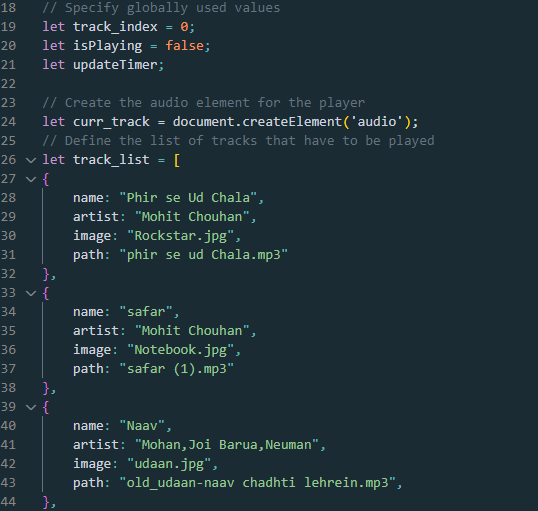 18 // Specify globally used values
19 let track_index = 0;
20 let isPlaying = false;
21 let updateTimer;
22
23 // Create the audio element for the player
24 let curr_track = document.createElement('audio');
25 // Define the list of tracks that have to be played
26 let track_list = [
27 {
28 name: "Phir se Ud Chala",
29 artist: "Mohit Chouhan",
30 image: "Rockstar.jpg",
31 path: "phir se ud Chala.mp3"
32 },
33 {
34 name: "safar",
35 artist: "Mohit Chouhan",
36 image: "Notebook.jpg",
37 path: "safar (1).mp3"
38 },
39 {
40 name: "Naav",
41 artist: "Mohan,Joi Barua,Neuman",
42 image: "udaan.jpg",
43 path: "old_udaan-naav chadhti lehrein.mp3",
44 },